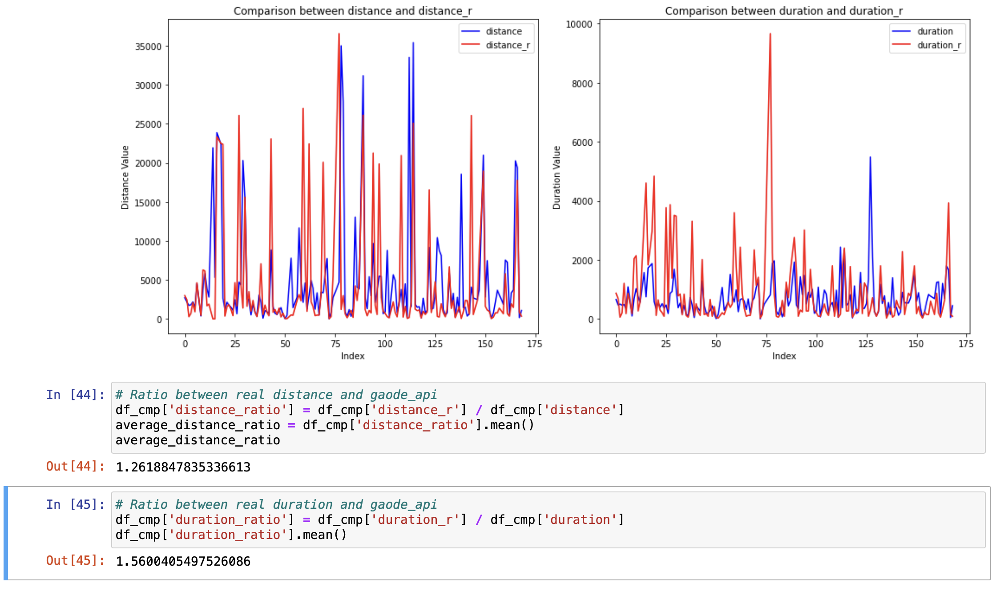 Comparison between distance and distance_r
distance
distance_r
35000
30000
25000
20000
15000
10000
5000
0
Distance Value
0 25 50 75 100 125 150 175
Index
Comparison between duration and duration_r
duration
duration_r
10000
8000
6000
4000
2000
0
Duration Value
0 25 50 75 100 125 150 175
Index
In [44]: # Ratio between real distance and gaode_api
df_cmp['distance_ratio'] = df_cmp['distance_r'] / df_cmp['distance']
average_distance_ratio = df_cmp['distance_ratio'].mean()
average_distance_ratio
Out[44]: 1.2618847835336613
In [45]: # Ratio between real duration and gaode_api
df_cmp['duration_ratio'] = df_cmp['duration_r'] / df_cmp['duration']
df_cmp['duration_ratio'].mean()
Out[45]: 1.5600405497526086